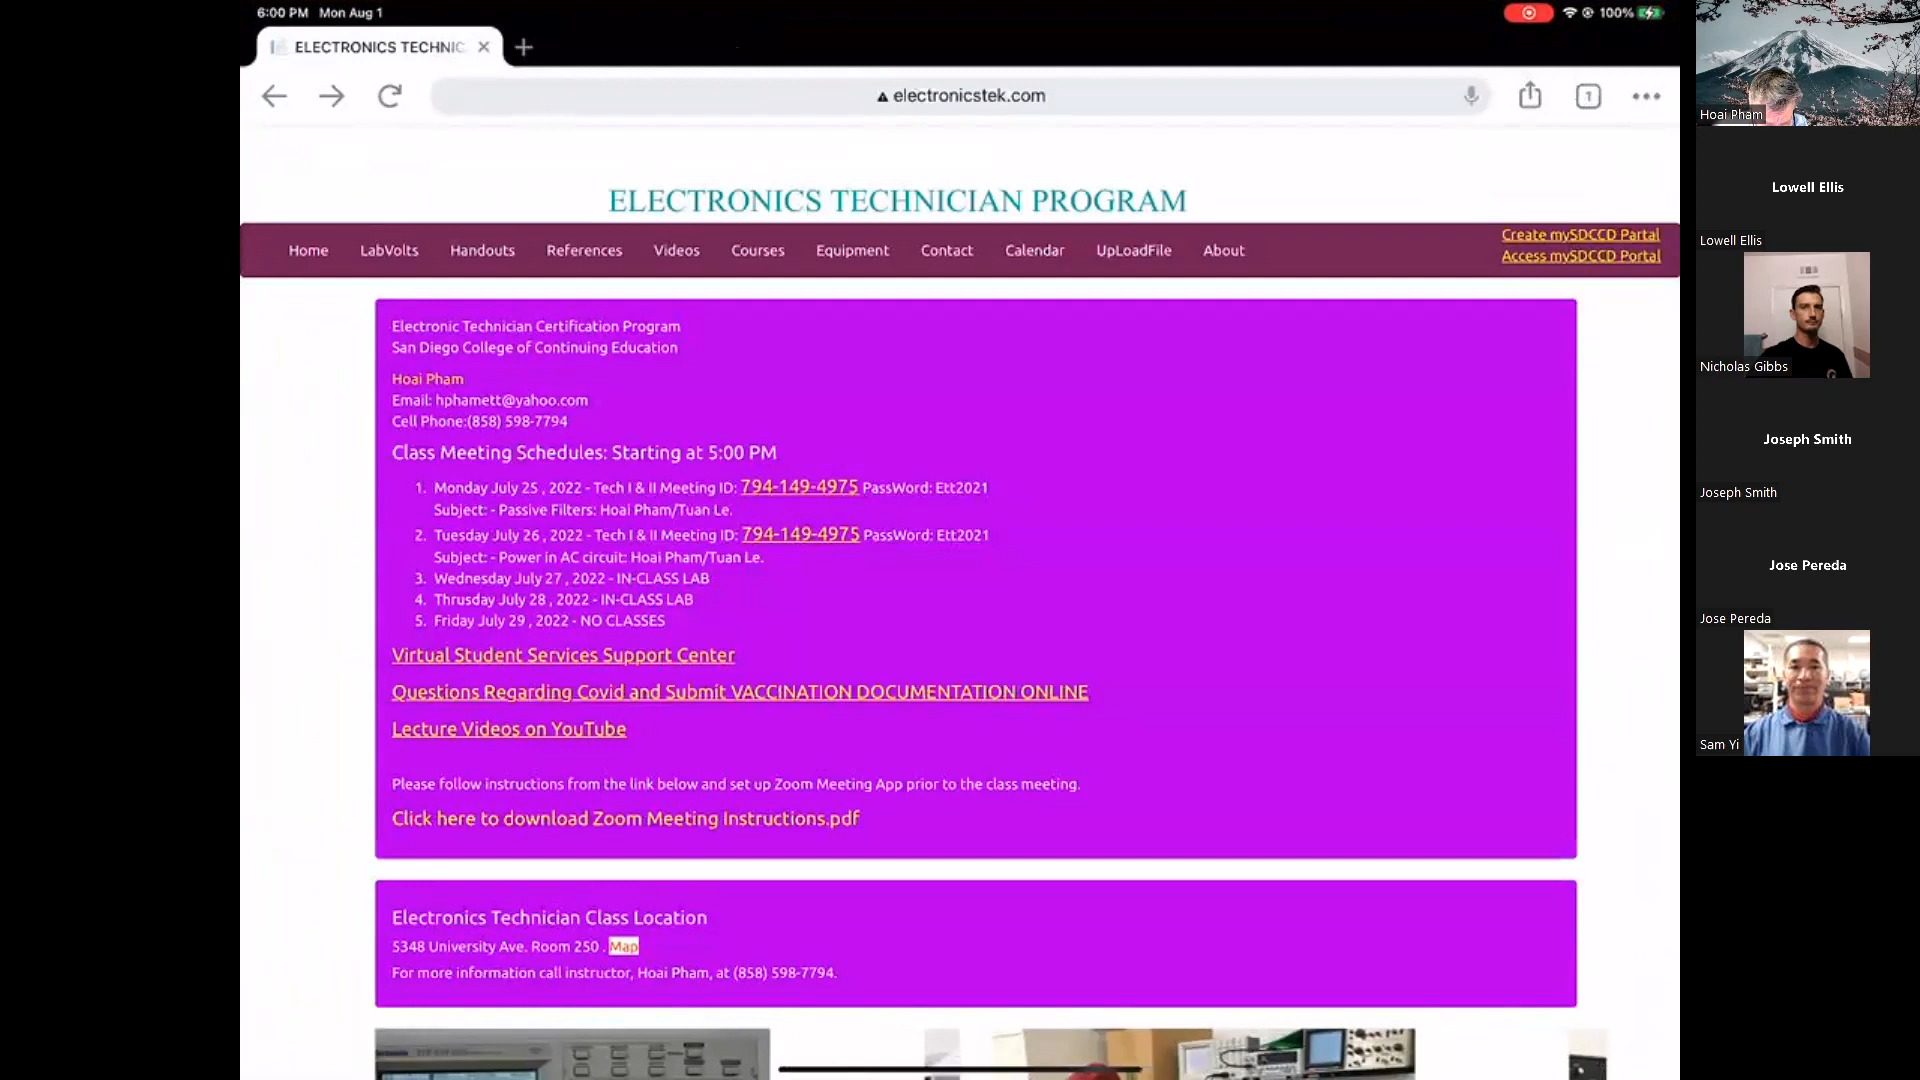 6:00 PM Mon Aug 1
100%
ELECTRONICS TECHNIC
electronicstek.com
1
ELECTRONICS TECHNICIAN PROGRAM
Home LabVolts Handouts References Videos Courses Equipment Contact Calendar UpLoadFile About
Create mySDCCD Partal
Access mySDCCD Portal
Electronic Technician Certification Program
San Diego College of Continuing Education
Hoai Pham
Email: hphamett@yahoo.com
Cell Phone:(858) 598-7794
Class Meeting Schedules: Starting at 5:00 PM
1. Monday July 25 , 2022 - Tech I & II Meeting ID: 794-149-4975 PassWord: Ett2021
Subject: - Passive Filters: Hoai Pham/Tuan Le.
2. Tuesday July 26 , 2022 - Tech I & II Meeting ID: 794-149-4975 PassWord: Ett2021
Subject: - Power in AC circuit: Hoai Pham/Tuan Le.
3. Wednesday July 27 , 2022 - IN-CLASS LAB
4. Thrusday July 28 , 2022 - IN-CLASS LAB
5. Friday July 29 , 2022 - NO CLASSES
Virtual Student Services Support Center
Questions Regarding Covid and Submit VACCINATION DOCUMENTATION ONLINE
Lecture Videos on YouTube
Please follow instructions from the link below and set up Zoom Meeting App prior to the class meeting.
Click here to download Zoom Meeting Instructions.pdf
Electronics Technician Class Location
5348 University Ave. Room 250 . Map
For more information call instructor, Hoai Pham, at (858) 598-7794.
Hoai Pham
Lowell Ellis
Lowell Ellis
Nicholas Gibbs
Joseph Smith
Joseph Smith
Jose Pereda
Jose Pereda
Sam Yi